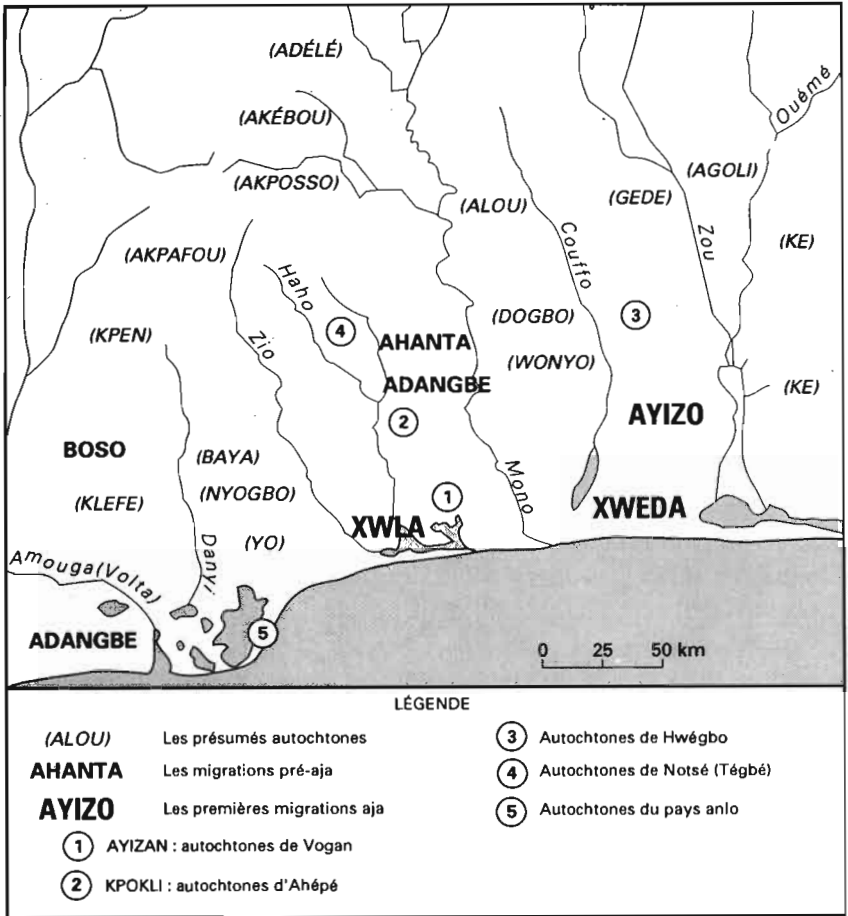 (ADÉLÉ)
Ouémé
(AKÉBOU)
(AKPOSSO)
(AGOLI)
(GEDE)
(ALOU)
Couffo
Zou
(KE)
(AKPAFOU)
Haho
(DOGBO)
3
4
(KPEN)
Zio
AHANTA
(WONYO)
ADANGBE
(KE)
AYIZO
2
BOSO
(BAYA)
(KLEFE)
(NYOGBO)
1
Mono
XWEDA
XWLA
(YO)
Danyi
Amouga (Volta)
ADANGBE
5
0 25 50 km
LÉGENDE
(ALOU) Les présumés autochtones
AHANTA Les migrations pré-aja
AYIZO Les premières migrations aja
1 AYIZAN : autochtones de Vogan
2 KPOKLI : autochtones d'Ahépé
3 Autochtones de Hwégbo
4 Autochtones de Notsé (Tégbé)
5 Autochtones du pays anlo